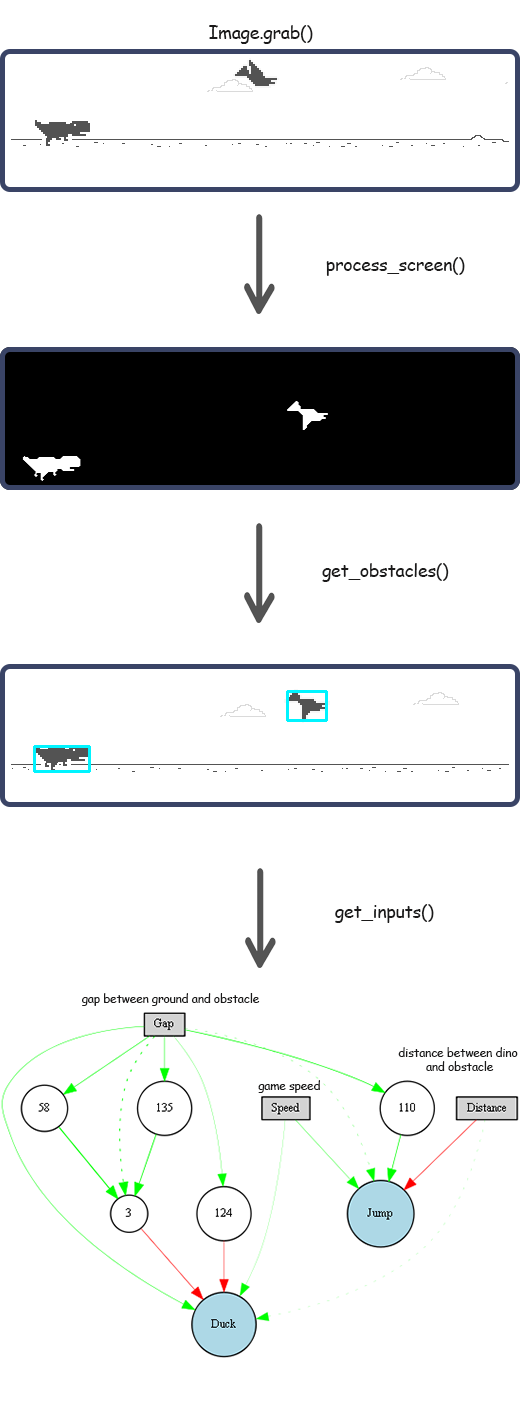 Image.grab()
process_screen()
get_obstacles()
get_inputs()
gap between ground and obstacle
Gap
distance between dino
and obstacle
game speed
58
135
Speed
110
Distance
3
124
Jump
Duck